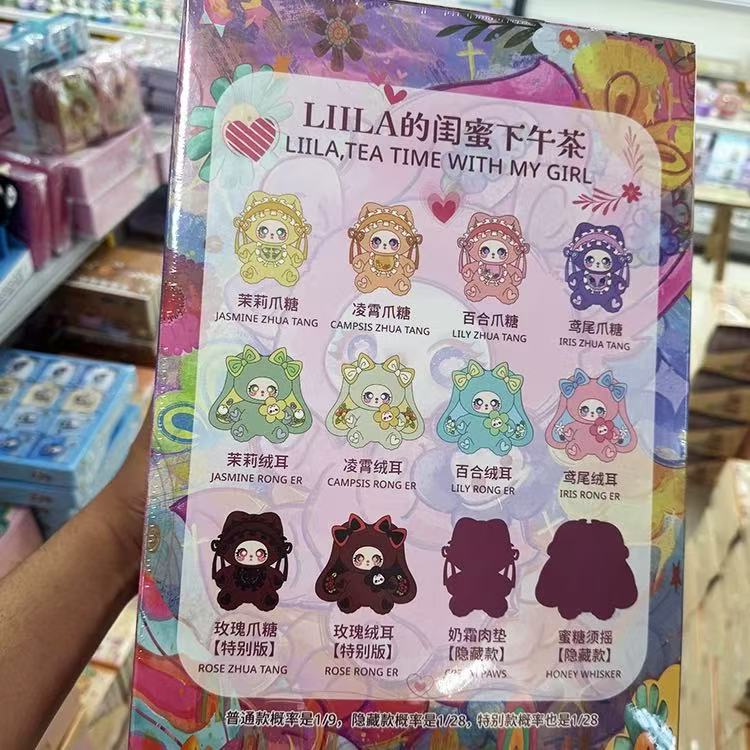 LIILA的闺蜜下午茶
LIILA,TEA TIME WITH MY GIRL
茉莉爪糖
JASMINE ZHUA TANG
凌霄爪糖
CAMPSIS ZHUA TANG
百合爪糖
LILY ZHUA TANG
鸢尾爪糖
IRIS ZHUA TANG
茉莉绒耳
JASMINE RONG ER
凌霄绒耳
CAMPSIS RONG ER
百合绒耳
LILY RONG ER
鸢尾绒耳
IRIS RONG ER
玫瑰爪糖
【特别版】
ROSE ZHUA TANG
玫瑰绒耳
【特别版】
ROSE RONG ER
奶霜肉垫
【隐藏款】
PAWS
蜜糖须摇
【隐藏款】
HONEY WHISKER
普通款概率是1/9，隐藏款概率是1/28，特别款概率也是1/28